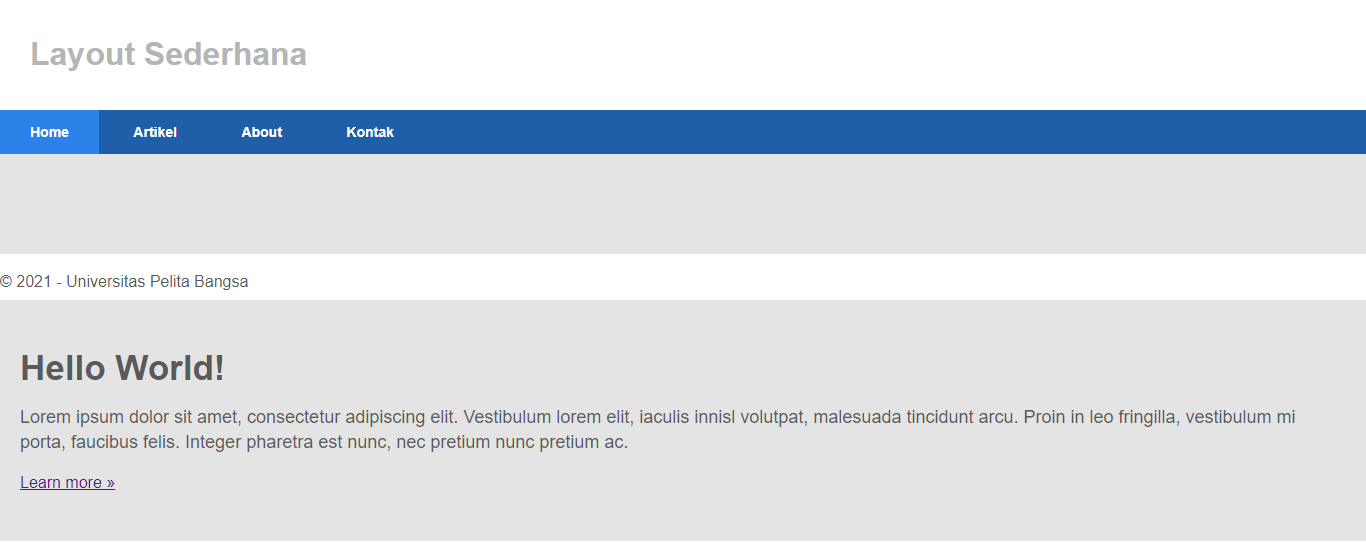 Layout Sederhana
Home Artikel About Kontak
© 2021 - Universitas Pelita Bangsa
Hello World!
Lorem ipsum dolor sit amet, consectetur adipiscing elit. Vestibulum lorem elit, iaculis innisl volutpat, malesuada tincidunt arcu. Proin in leo fringilla, vestibulum mi
porta, faucibus felis. Integer pharetra est nunc, nec pretium nunc pretium ac.
Learn more »